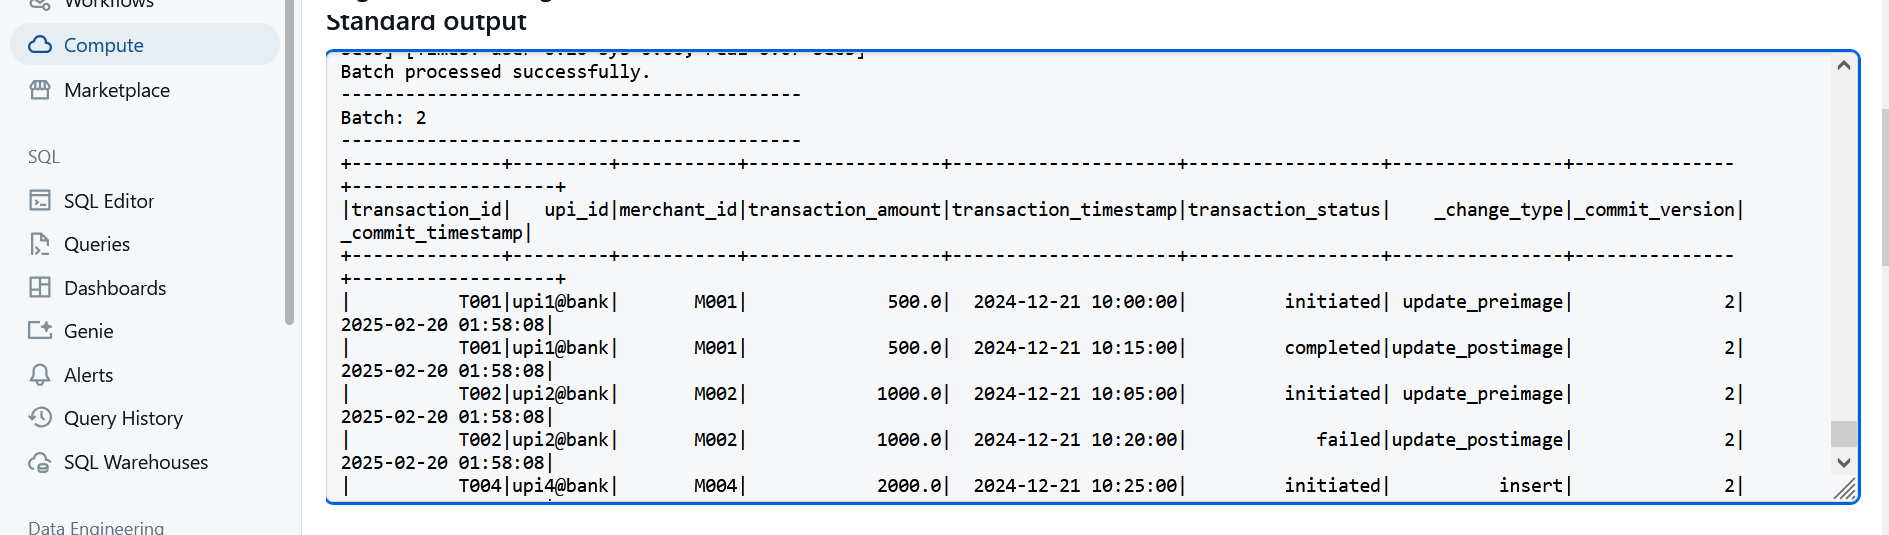 Workflows
Compute
Marketplace
SQL
SQL Editor
Queries
Dashboards
Genie
Alerts
Query History
SQL Warehouses
Data Engineering
Standard output
Batch processed successfully.
-------------------------------------------
Batch: 2
-------------------------------------------
+--------------+---------+-----------+------------------+---------------------+------------------+----------------+---------------
+-------------------+
|transaction_id|   upi_id|merchant_id|transaction_amount|transaction_timestamp|transaction_status|    _change_type|_commit_version|
_commit_timestamp|
+--------------+---------+-----------+------------------+---------------------+------------------+----------------+---------------
+-------------------+
|          T001|upi1@bank|       M001|             500.0|  2024-12-21 10:00:00|         initiated| update_preimage|              2|
2025-02-20 01:58:08|
|          T001|upi1@bank|       M001|             500.0|  2024-12-21 10:15:00|         completed|update_postimage|              2|
2025-02-20 01:58:08|
|          T002|upi2@bank|       M002|            1000.0|  2024-12-21 10:05:00|         initiated| update_preimage|              2|
2025-02-20 01:58:08|
|          T002|upi2@bank|       M002|            1000.0|  2024-12-21 10:20:00|            failed|update_postimage|              2|
2025-02-20 01:58:08|
|          T004|upi4@bank|       M004|            2000.0|  2024-12-21 10:25:00|         initiated|          insert|              2|